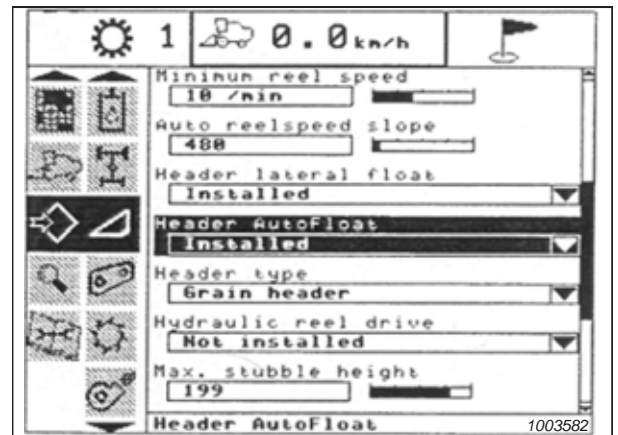 1 0.0km/h
Minimum reel speed
10 /min
Auto reelspeed slope
480
Header lateral float
Installed
Header AutoFloat
Installed
Header type
Grain header
Hydraulic reel drive
Not installed
Max. stubble height
199
Header AutoFloat
1003582